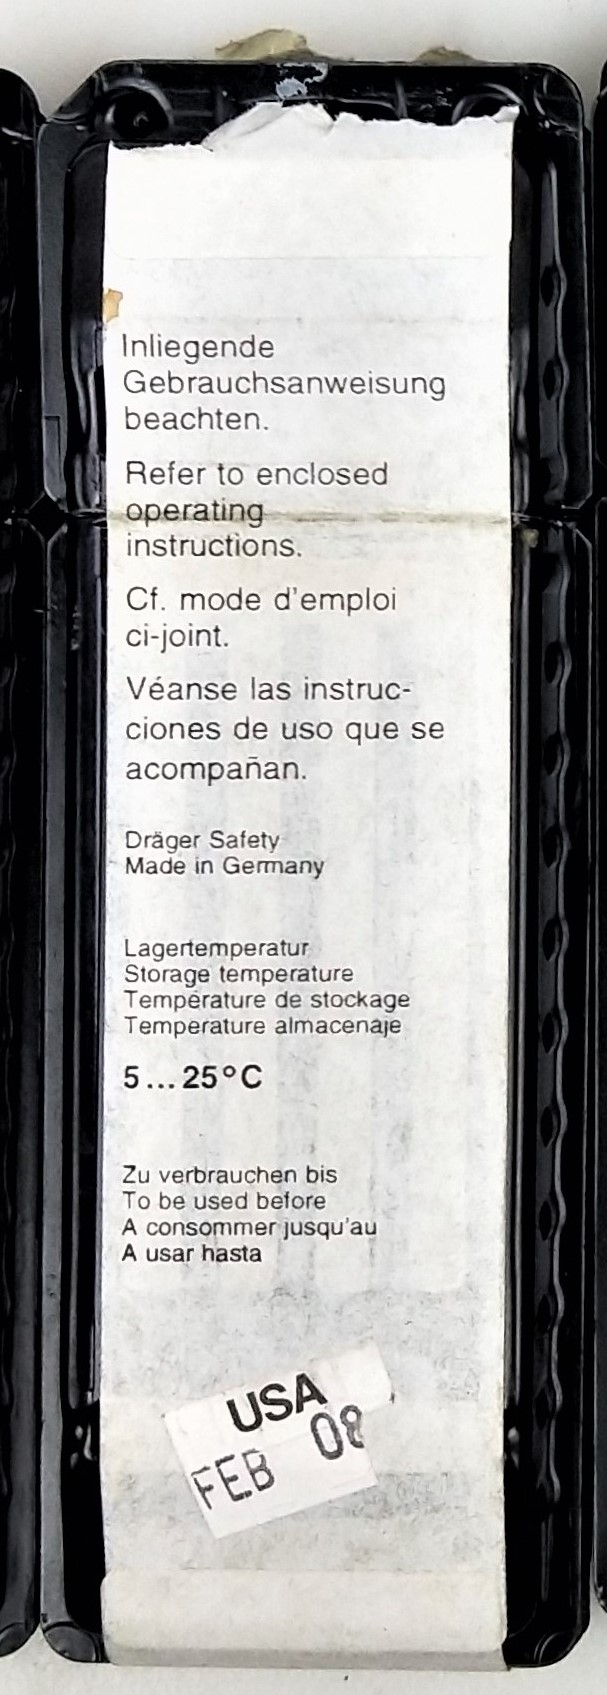 Inliegende
Gebrauchsanweisung
beachten.
Refer to enclosed
operating
instructions.
Cf. mode d'emploi
ci-joint.
Véanse las instruc-
ciones de uso que se
acompañan.
Dräger Safety
Made in Germany
Lagertemperatur
Storage temperature
Température de stockage
Temperature almacenaje
5...25°C
Zu verbrauchen bis
To be used before
A consommer jusqu'au
A usar hasta
USA
FEB 08